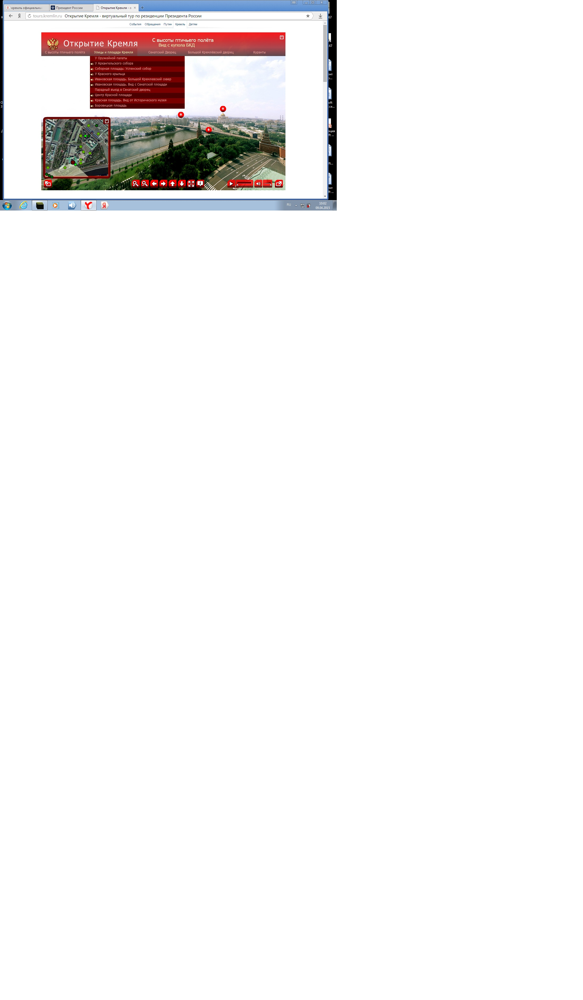 кремль официальны
Президент России
Открытие Кремля - в
tours.kremlin.ru Открытие Кремля - виртуальный тур по резиденции Президента России
События Обращения Путин Кремль Детям
Открытие Кремля
С высоты птичьего полёта
Вид с купола БКД
С высоты птичьего полёта Улицы и площади Кремля Сенатский Дворец Большой Кремлёвский дворец Куранты
У Оружейной палаты
У Архангельского собора
Соборная площадь: Успенский собор
У Красного крыльца
Ивановская площадь. Большой Кремлевский сквер
Ивановская площадь. Вид с Сенатской площади
Парадный въезд в Сенатский дворец
Центр Красной площади
Красная площадь. Вид от Исторического музея
Боровицкая площадь
RU
10:02
09.04.2015